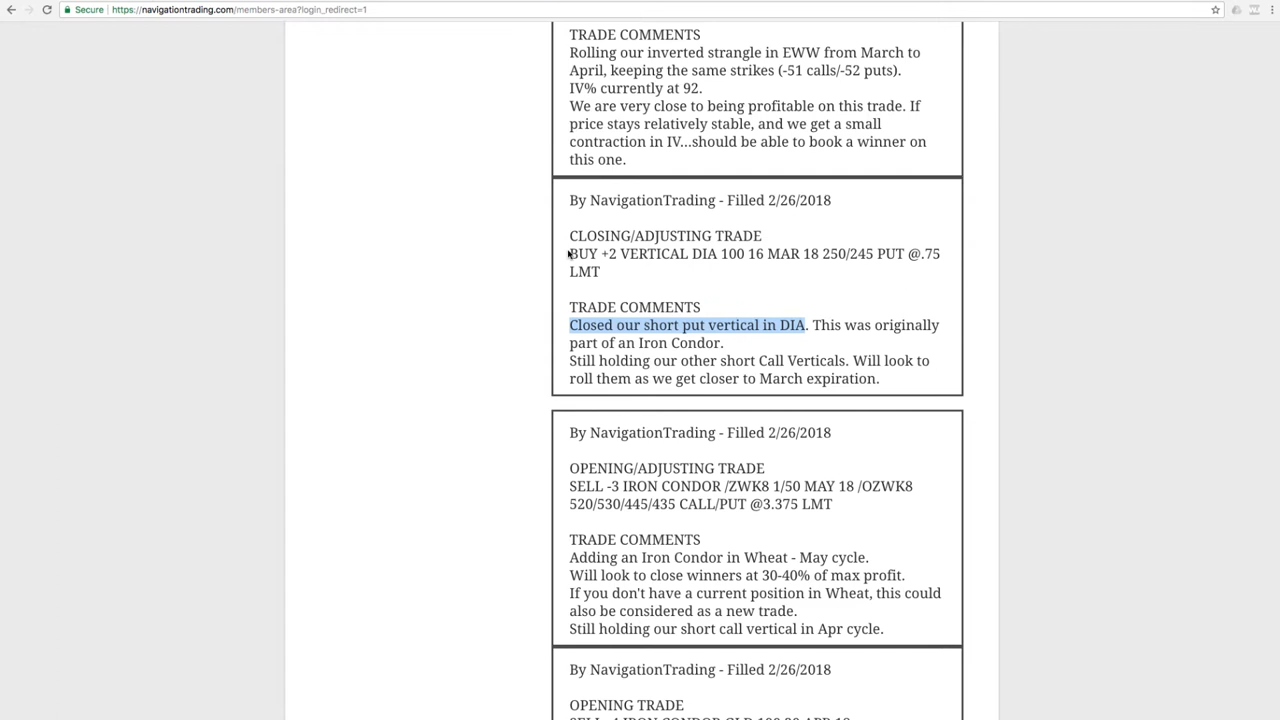 Secure https://navigationtrading.com/members-area?login_redirect=1
TRADE COMMENTS
Rolling our inverted strangle in EWW from March to
April, keeping the same strikes (-51 calls/-52 puts).
IV% currently at 92.
We are very close to being profitable on this trade. If
price stays relatively stable, and we get a small
contraction in IV...should be able to book a winner on
this one.
By NavigationTrading - Filled 2/26/2018
CLOSING/ADJUSTING TRADE
BUY +2 VERTICAL DIA 100 16 MAR 18 250/245 PUT @.75
LMT
TRADE COMMENTS
Closed our short put vertical in DIA. This was originally
part of an Iron Condor.
Still holding our other short Call Verticals. Will look to
roll them as we get closer to March expiration.
By NavigationTrading - Filled 2/26/2018
OPENING/ADJUSTING TRADE
SELL -3 IRON CONDOR /ZWK8 1/50 MAY 18 /OZWK8
520/530/445/435 CALL/PUT @3.375 LMT
TRADE COMMENTS
Adding an Iron Condor in Wheat - May cycle.
Will look to close winners at 30-40% of max profit.
If you don't have a current position in Wheat, this could
also be considered as a new trade.
Still holding our short call vertical in Apr cycle.
By NavigationTrading - Filled 2/26/2018
OPENING TRADE